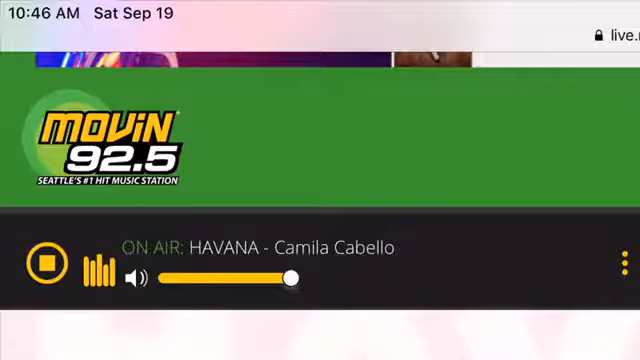 10:46 AM Sat Sep 19
live.
MOViN
92.5
SEATTLE'S #1 HIT MUSIC STATION
ON AIR: HAVANA - Camila Cabello